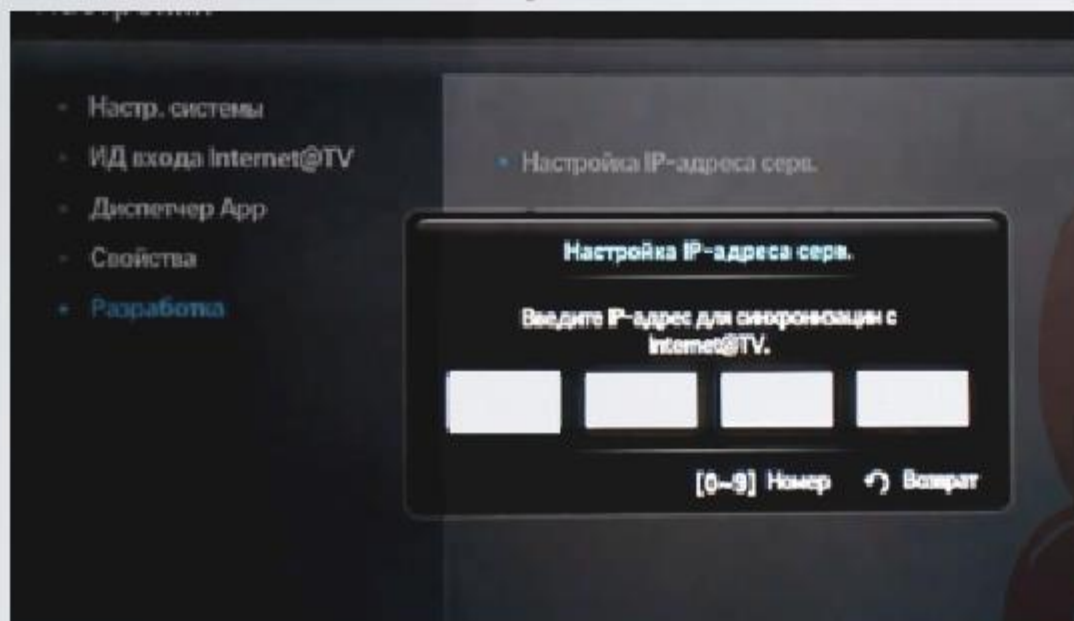 Настр. системы
ИД входа Internet@TV
Настройка IP-адреса серв.
Диспетчер App
Свойства
Разработка
Настройка IP-адреса серв.
Введите IP-адрес для синхронизации с
Internet@TV.
[0~9] Номер Возврат